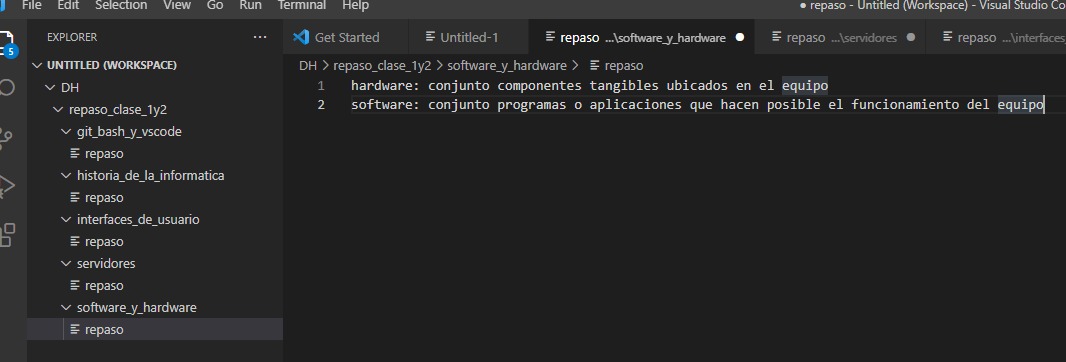 File Edit Selection View Go Run Terminal Help
● repaso - Untitled (Workspace) - Visual Studio Co
EXPLORER ···
Get Started
Untitled-1
repaso ...\software_y_hardware ●
repaso ...\servidores ●
repaso ...\interfaces_
5
UNTITLED (WORKSPACE)
DH > repaso_clase_1y2 > software_y_hardware > repaso
DH
repaso_clase_1y2
git_bash_y_vscode
repaso
historia_de_la_informatica
repaso
interfaces_de_usuario
repaso
servidores
repaso
software_y_hardware
repaso
1 hardware: conjunto componentes tangibles ubicados en el equipo
2 software: conjunto programas o aplicaciones que hacen posible el funcionamiento del equipo